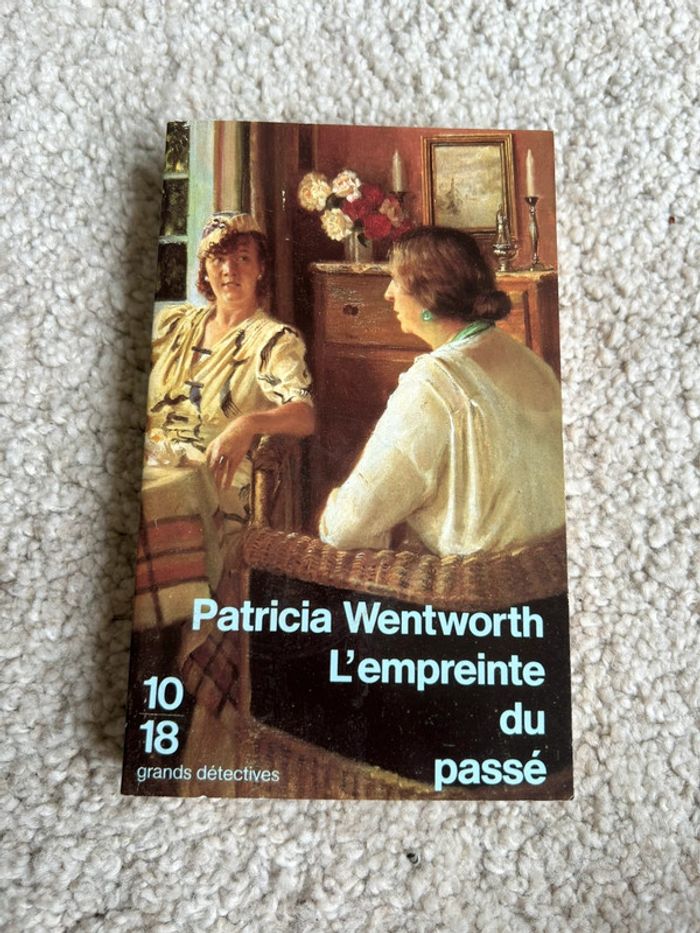 Patricia Wentworth
L'empreinte
du
passé
10
18
grands détectives